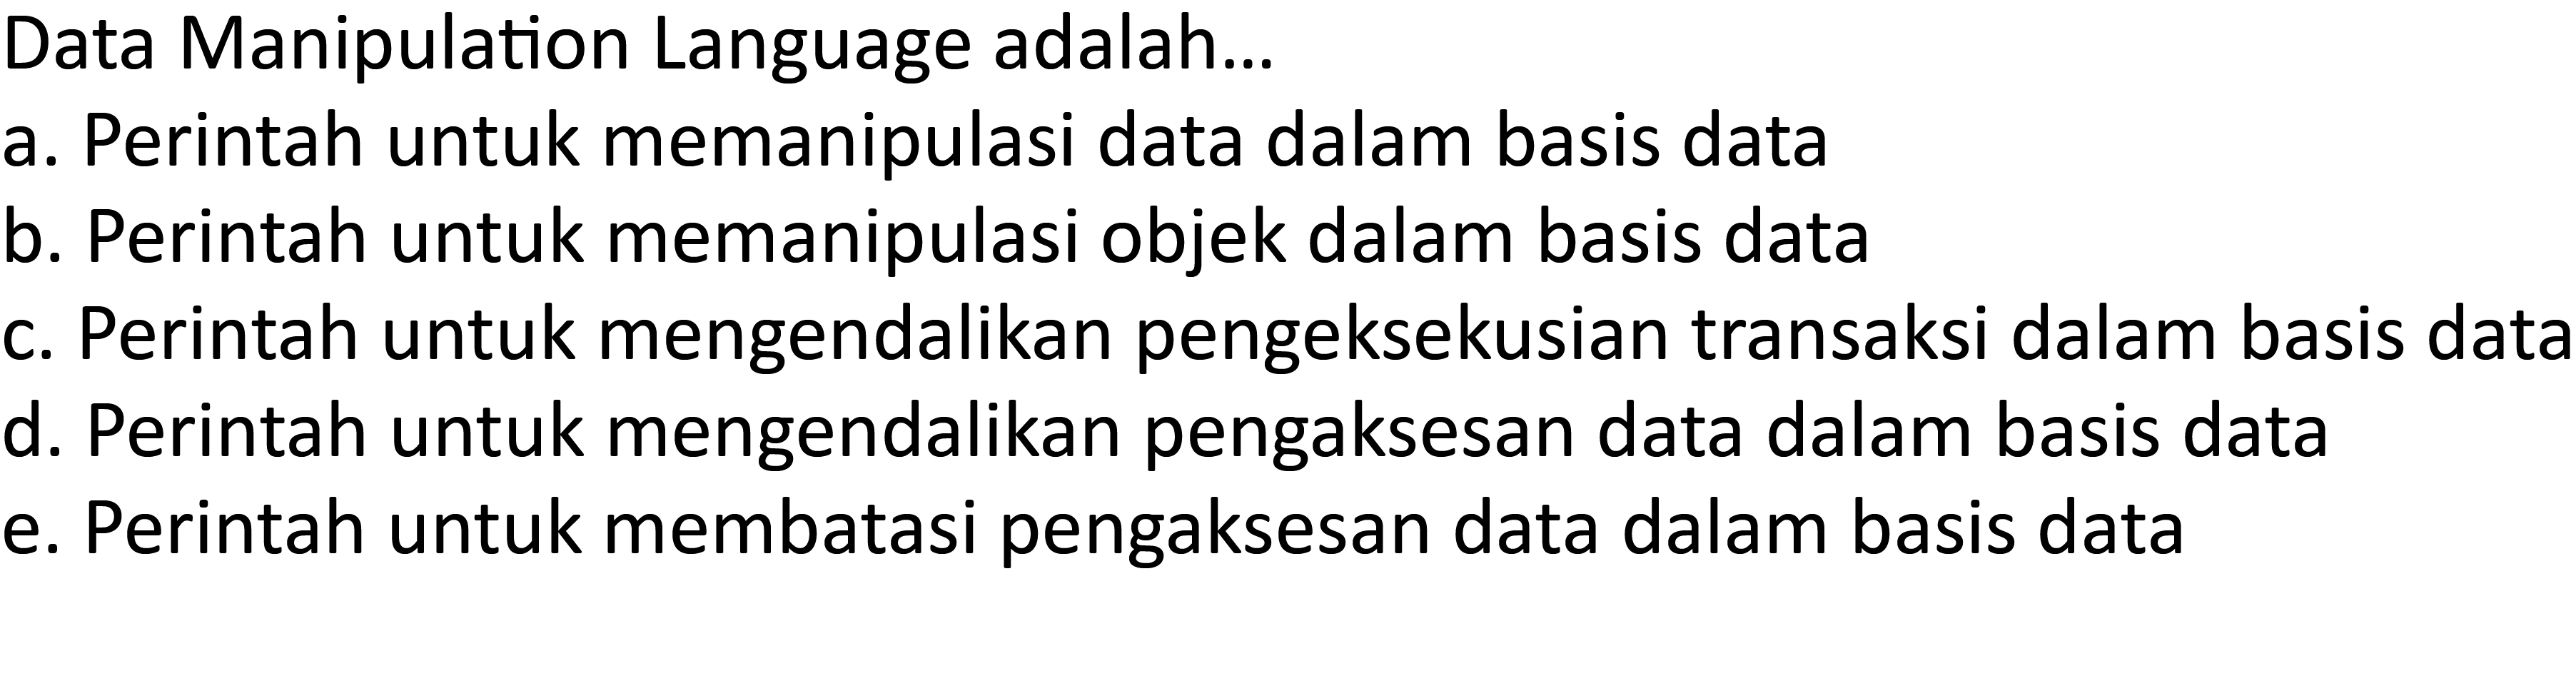 Data Manipulation Language adalah...
a. Perintah untuk memanipulasi data dalam basis data
b. Perintah untuk memanipulasi objek dalam basis data
c. Perintah untuk mengendalikan pengeksekusian transaksi dalam basis data
d. Perintah untuk mengendalikan pengaksesan data dalam basis data
e. Perintah untuk membatasi pengaksesan data dalam basis data